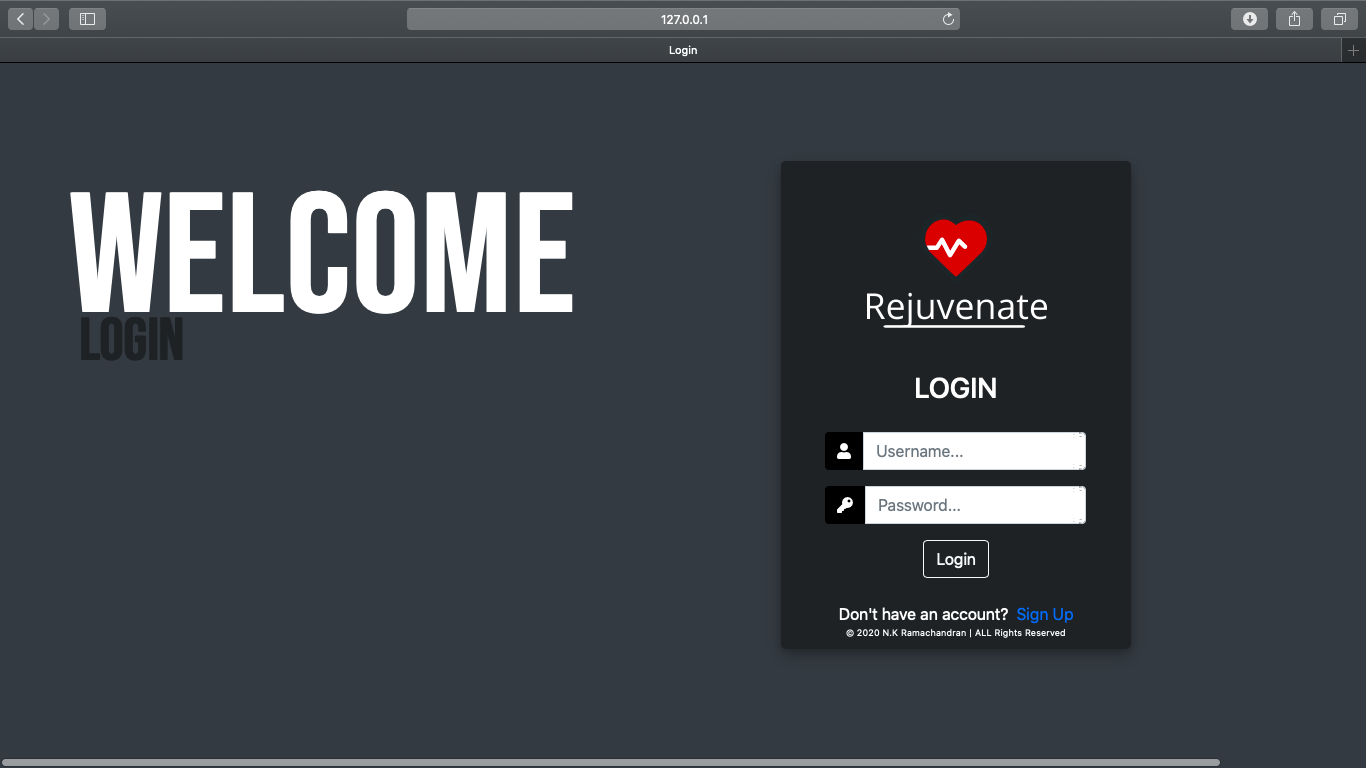 127.0.0.1
Login
WELCOME
LOGIN
Rejuvenate
LOGIN
Username...
Password...
Login
Don't have an account? Sign Up
© 2020 N.K Ramachandran | ALL Rights Reserved